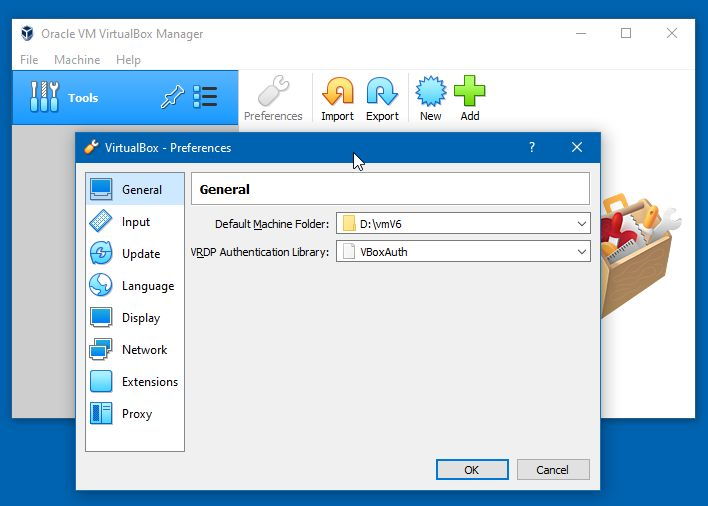 Oracle VM VirtualBox Manager
File Machine Help
Tools
Preferences Import Export New Add
VirtualBox - Preferences ?
General
Input
Update
Language
Display
Network
Extensions
Proxy
General
Default Machine Folder: D:\vmV6
VRDP Authentication Library: VBoxAuth
OK Cancel